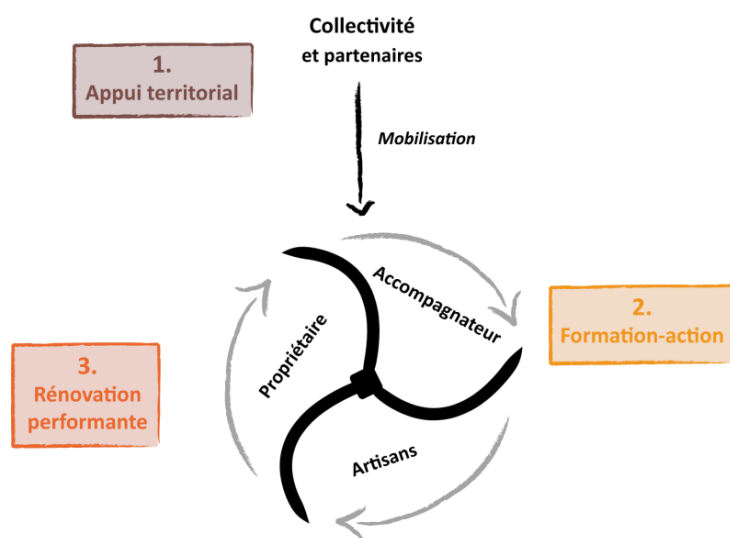 Collectivité
et partenaires
1.
Appui territorial
Mobilisation
Accompagnateur
Propriétaire
Artisans
2.
Formation-action
3.
Rénovation
performante